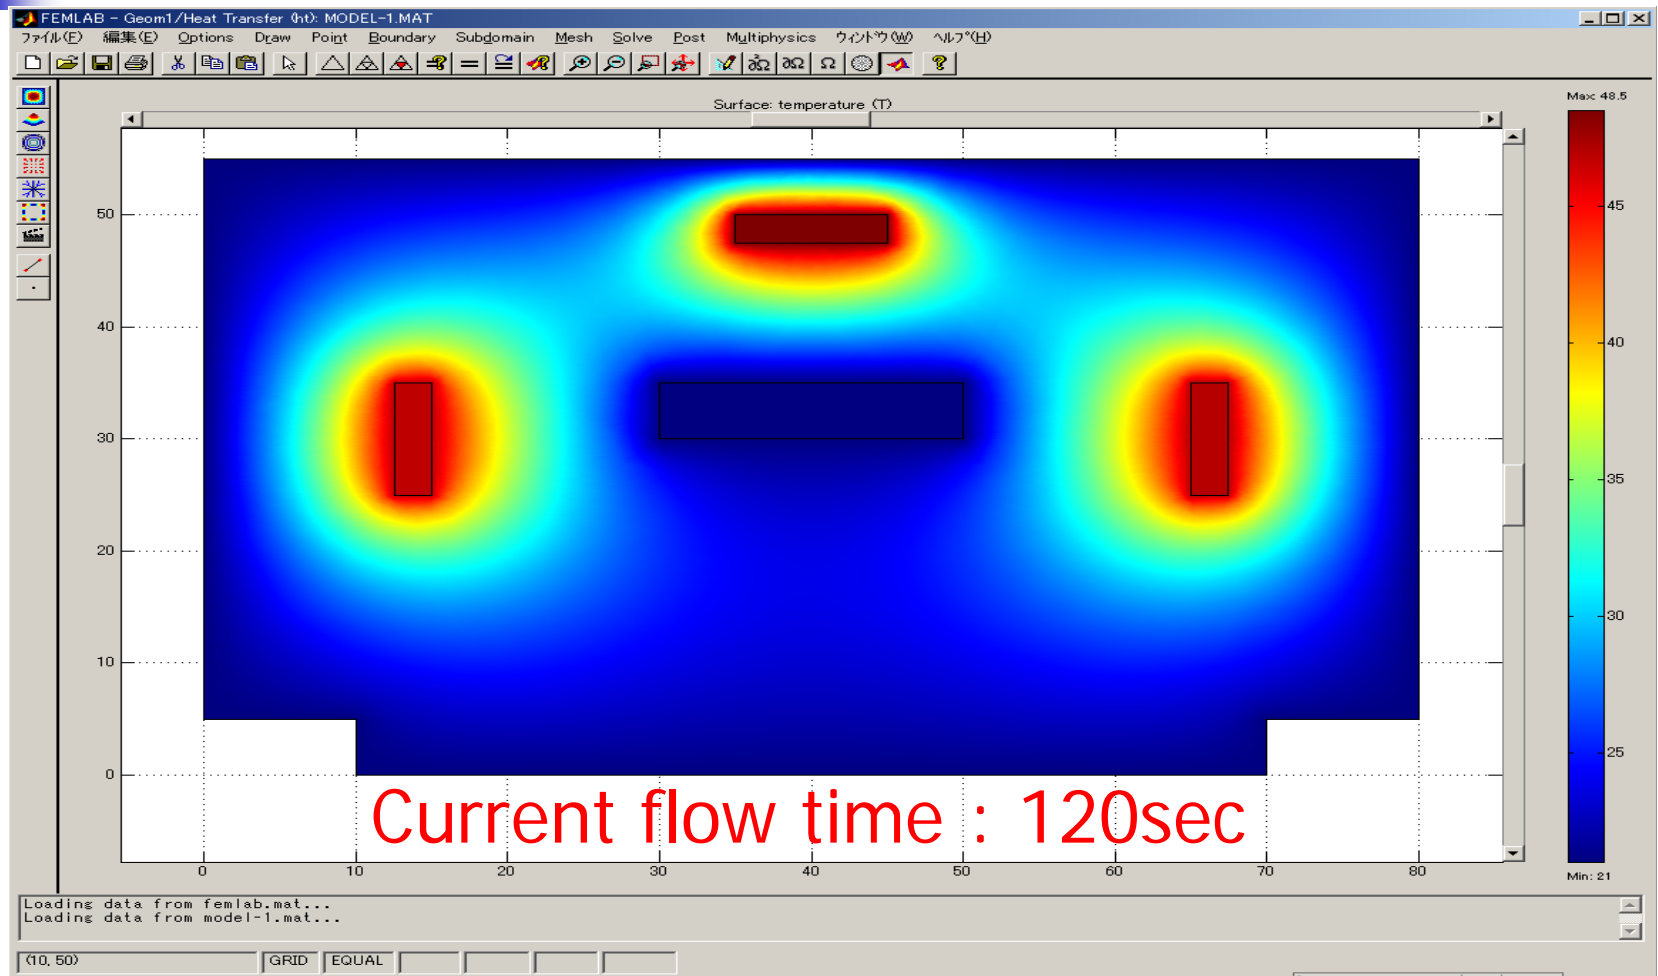 FEMLAB - Geom1/Heat Transfer (ht): MODEL-1.MAT
ファイル(F) 編集(E) Options Draw Point Boundary Subdomain Mesh Solve Post Multiphysics ウィンドウ(W) ヘルプ(H)
Surface: temperature (T)
Max: 48.5
50
40
30
20
10
0
0 10 20 30 40 50 60 70 80
45
40
35
30
25
Min: 21
Current flow time : 120sec
Loading data from femlab.mat...
Loading data from model-1.mat...
(10, 50) GRID EQUAL